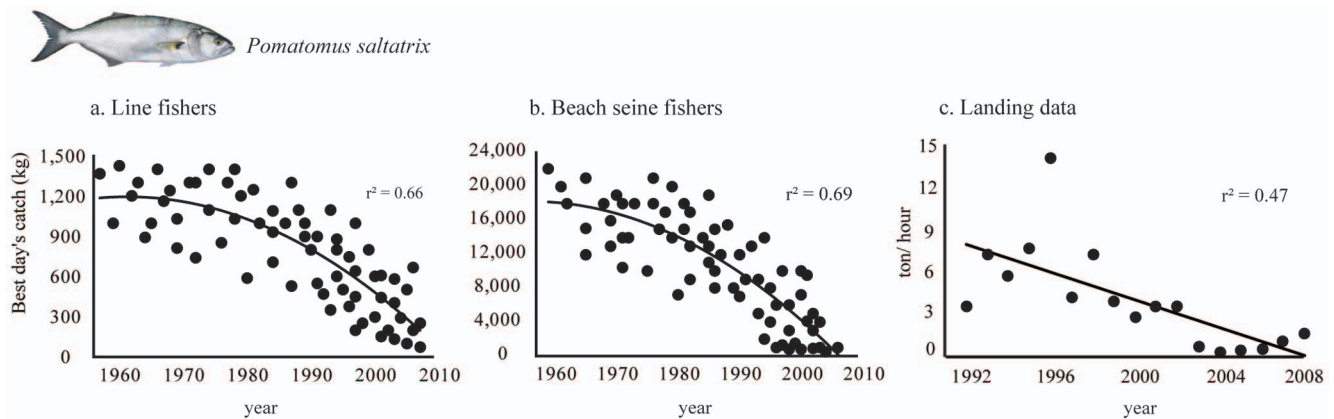 Pomatomus saltatrix
a. Line fishers
b. Beach seine fishers
c. Landing data
Best day's catch (kg)
1,500
1,200
900
600
300
0
r² = 0.66
1960 1970 1980 1990 2000 2010
year
24,000
20,000
16,000
12,000
8,000
4,000
0
r² = 0.69
1960 1970 1980 1990 2000 2010
year
ton/ hour
15
12
9
6
3
0
r² = 0.47
1992 1996 2000 2004 2008
year